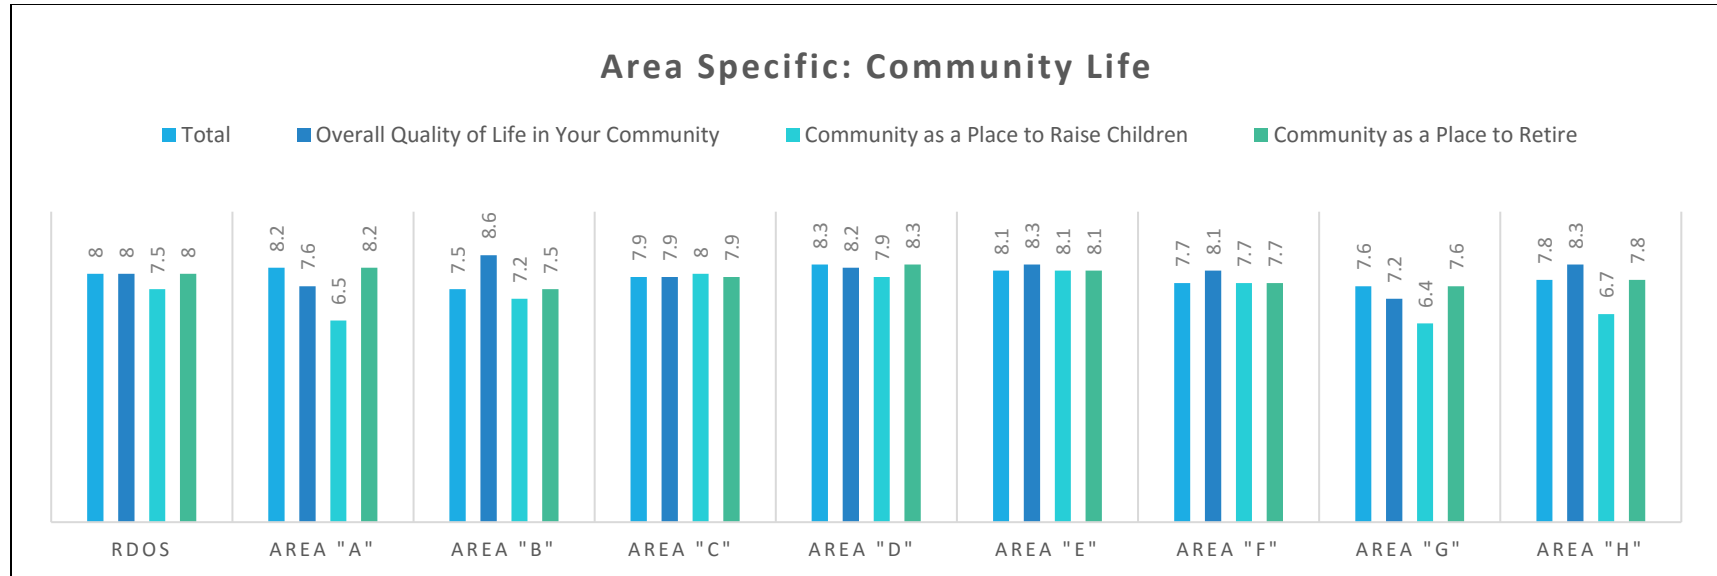 Area Specific: Community Life
Total Overall Quality of Life in Your Community Community as a Place to Raise Children Community as a Place to Retire
8 8 7.5 8 8.2 7.6 6.5 8.2 7.5 8.6 7.2 7.5 7.9 7.9 8 7.9 8.3 8.2 7.9 8.3 8.1 8.3 8.1 8.1 7.7 8.1 7.7 7.7 7.6 7.2 6.4 7.6 7.8 8.3 6.7 7.8
RDOS AREA "A" AREA "B" AREA "C" AREA "D" AREA "E" AREA "F" AREA "G" AREA "H"